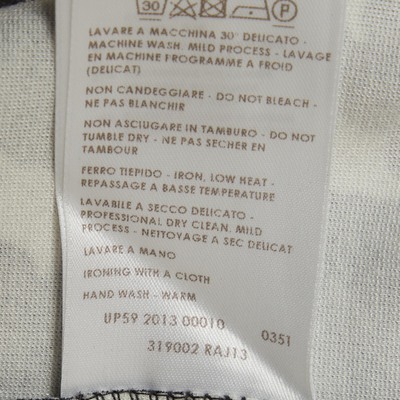 30 P
LAVARE A MACCHINA 30° DELICATO -
MACHINE WASH, MILD PROCESS - LAVAGE
EN MACHINE PROGRAMME A FROID
(DELICAT)
NON CANDEGGIARE - DO NOT BLEACH -
NE PAS BLANCHIR
NON ASCIUGARE IN TAMBURO - DO NOT
TUMBLE DRY - NE PAS SECHER EN
TAMBOUR
FERRO TIEPIDO - IRON, LOW HEAT -
REPASSAGE A BASSE TEMPERATURE
LAVABILE A SECCO DELICATO -
PROFESSIONAL DRY CLEAN, MILD
PROCESS - NETTOYAGE A SEC DELICAT
LAVARE A MANO
IRONING WITH A CLOTH
HAND WASH - WARM
UP59 2013 00010 0351
319002 RAJ13